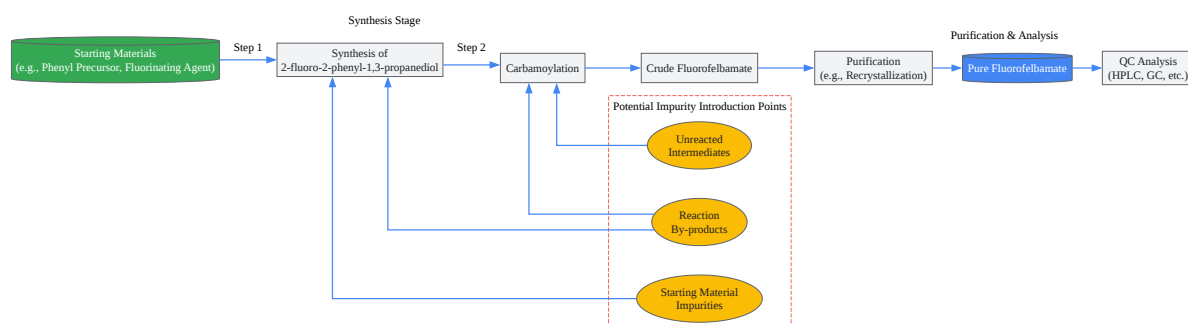 Synthesis Stage
Purification & Analysis
Starting Materials
(e.g., Phenyl Precursor, Fluorinating Agent)
Step 1
Synthesis of
2-fluoro-2-phenyl-1,3-propanediol
Step 2
Carbamoylation
Crude Fluorofelbamate
Purification
(e.g., Recrystallization)
Pure Fluorofelbamate
QC Analysis
(HPLC, GC, etc.)
Potential Impurity Introduction Points
Unreacted
Intermediates
Reaction
By-products
Starting Material
Impurities